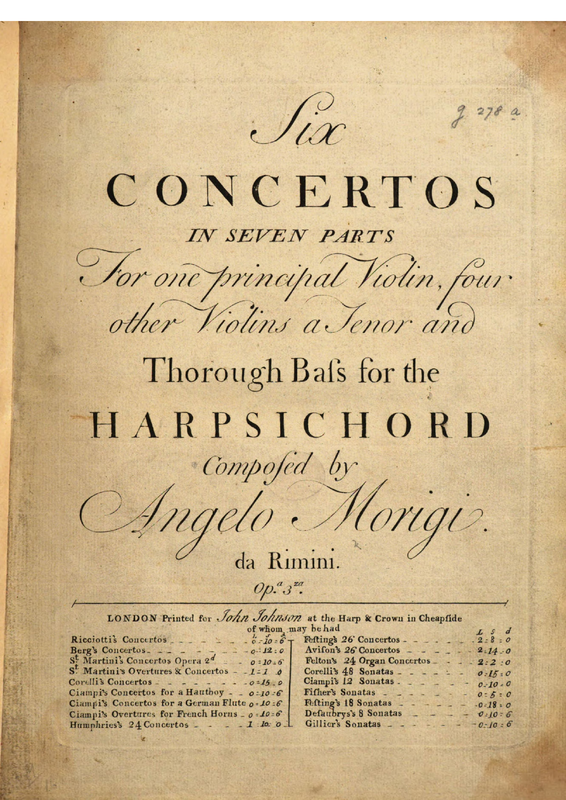 g 278 a
Six
CONCERTOS
IN SEVEN PARTS
For one principal Violin, four
other Violins a Tenor and
Thorough Baſs for the
HARPSICHORD
Compoſed by
Angelo Morigi.
da Rimini.
Op.ª 3.za
LONDON Printed for John Johnson at the Harp & Crown in Cheapſide
of whom may be had
Ricciotti's Concertos 0=10=6
Berg's Concertos 0=12=0
St. Martini's Concertos Opera 2d 0=10=6
St. Martini's Overtures & Concertos 1=1=0
Corelli's Concertos 0=15=0
Ciampi's Concertos for a Hautboy 0=10=6
Ciampi's Concertos for a German Flute 0=10=6
Ciampi's Overtures for French Horns 0=10=6
Humphries's 24 Concertos 1 10 0
L S d
Feſting's 26 Concertos 2=8=0
Aviſon's 26 Concertos 2=14=0
Felton's 24 Organ Concertos 2=2=0
Corelli's 48 Sonatas 0=15=0
Ciampi's 12 Sonatas 0=10=0
Fiſher's Sonatas 0=5=0
Feſting's 18 Sonatas 0=18=0
Deſaubrys's 8 Sonatas 0=10=6
Gillier's Sonatas 0=10=6